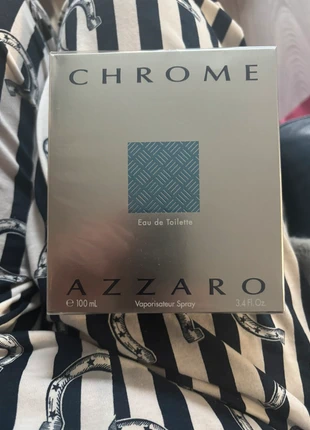 CHROME
Eau de Toilette
AZZARO
℮ 100 mL Vaporisateur Spray 3.4 Fl. Oz.